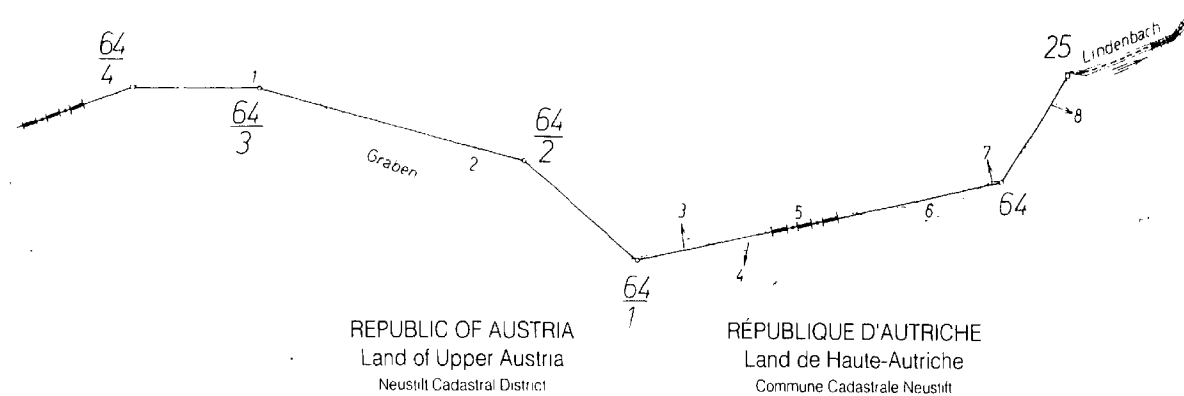 64/4
1
64/3
Graben
2
64/2
64/1
3
4
5
6
7
64
8
25
Lindenbach
REPUBLIC OF AUSTRIA
Land of Upper Austria
Neustift Cadastral District
RÉPUBLIQUE D'AUTRICHE
Land de Haute-Autriche
Commune Cadastrale Neustift